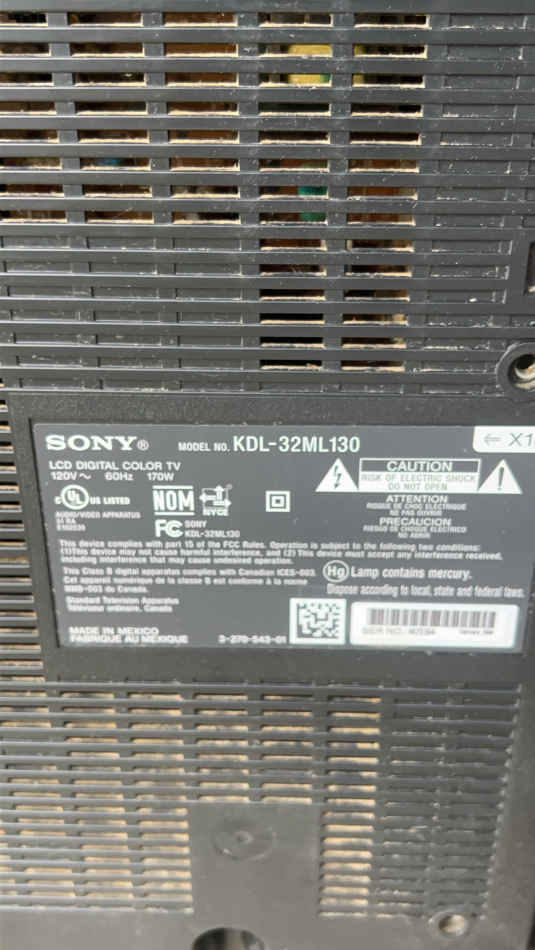 SONY® MODEL NO. KDL-32ML130
⇐ X1
LCD DIGITAL COLOR TV
120V~ 60Hz 170W
CAUTION
RISK OF ELECTRIC SHOCK
DO NOT OPEN
C UL US LISTED
NOM
NYCE
ATTENTION
RISQUE DE CHOC ELECTRIQUE
NE PAS OUVRIR
AUDIO/VIDEO APPARATUS
FC SONY
KDL-32ML130
PRECAUCION
RIESGO DE CHOQUE ELECTRICO
NO ABRIR
This device complies with part 15 of the FCC Rules. Operation is subject to the following two conditions:
(1)This device may not cause harmful interference, and (2) This device must accept any interference received,
including interference that may cause undesired operation.
This Class B digital apparatus complies with Canadian ICES-003.
Cet appareil numérique de la classe B est conforme à la norme
NMB-003 du Canada.
Hg Lamp contains mercury.
Dispose according to local, state and federal laws.
Standard Television Apparatus
Téléviseur ordinaire, Canada
MADE IN MEXICO
FABRIQUÉ AU MEXIQUE
3-270-543-01